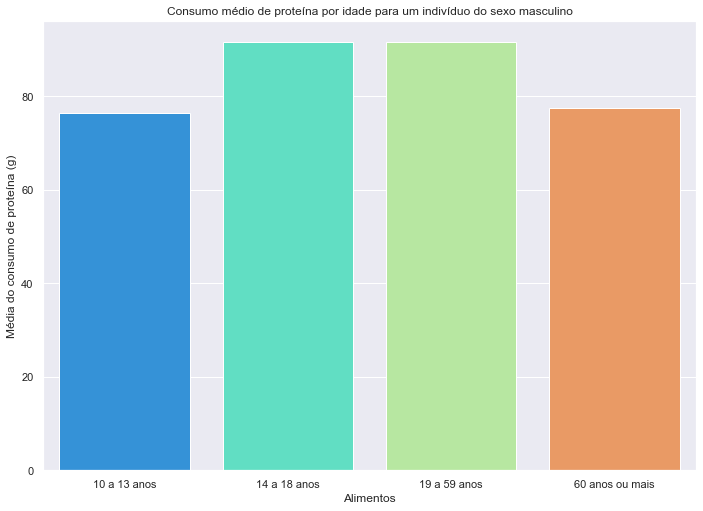 Consumo médio de proteína por idade para um indivíduo do sexo masculino
Média do consumo de proteína (g)
80
60
40
20
0
10 a 13 anos
14 a 18 anos
19 a 59 anos
60 anos ou mais
Alimentos